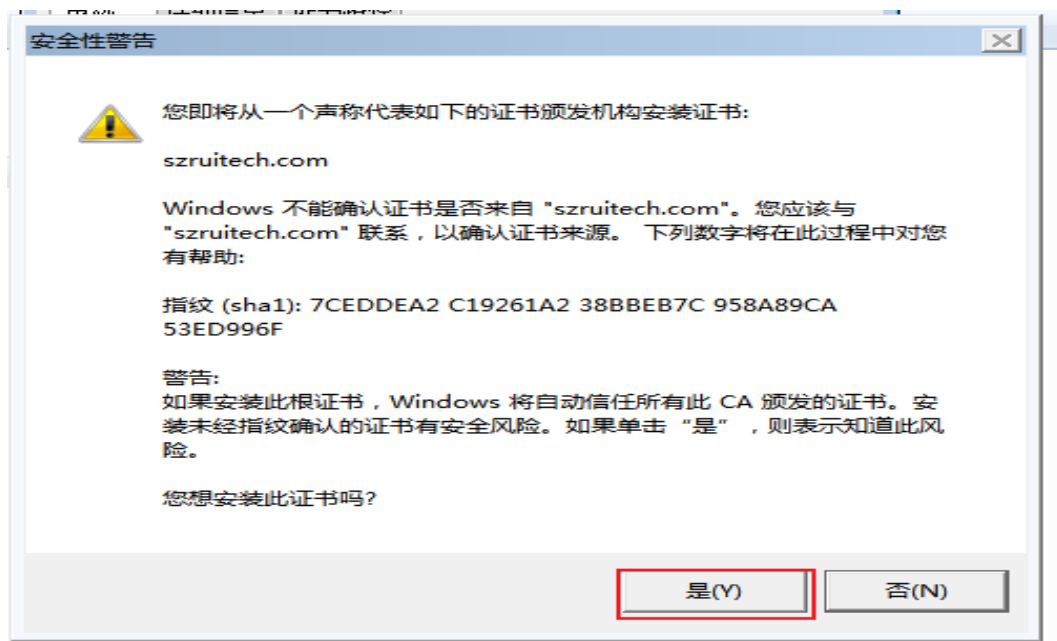 安全性警告
您即将从一个声称代表如下的证书颁发机构安装证书:
szruitech.com
Windows 不能确认证书是否来自 "szruitech.com"。您应该与
"szruitech.com" 联系，以确认证书来源。 下列数字将在此过程中对您
有帮助:
指纹 (sha1): 7CEDDEA2 C19261A2 38BBEB7C 958A89CA
53ED996F
警告:
如果安装此根证书，Windows 将自动信任所有此 CA 颁发的证书。安
装未经指纹确认的证书有安全风险。如果单击“是”，则表示知道此风
险。
您想安装此证书吗?
是(Y) 否(N)